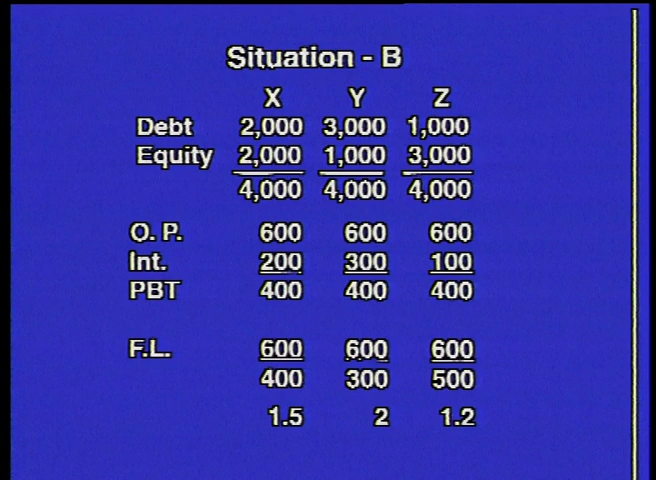 Situation - B
X Y Z
Debt 2,000 3,000 1,000
Equity 2,000 1,000 3,000
4,000 4,000 4,000
O. P. 600 600 600
Int. 200 300 100
PBT 400 400 400
F.L. 600 600 600
400 300 500
1.5 2 1.2